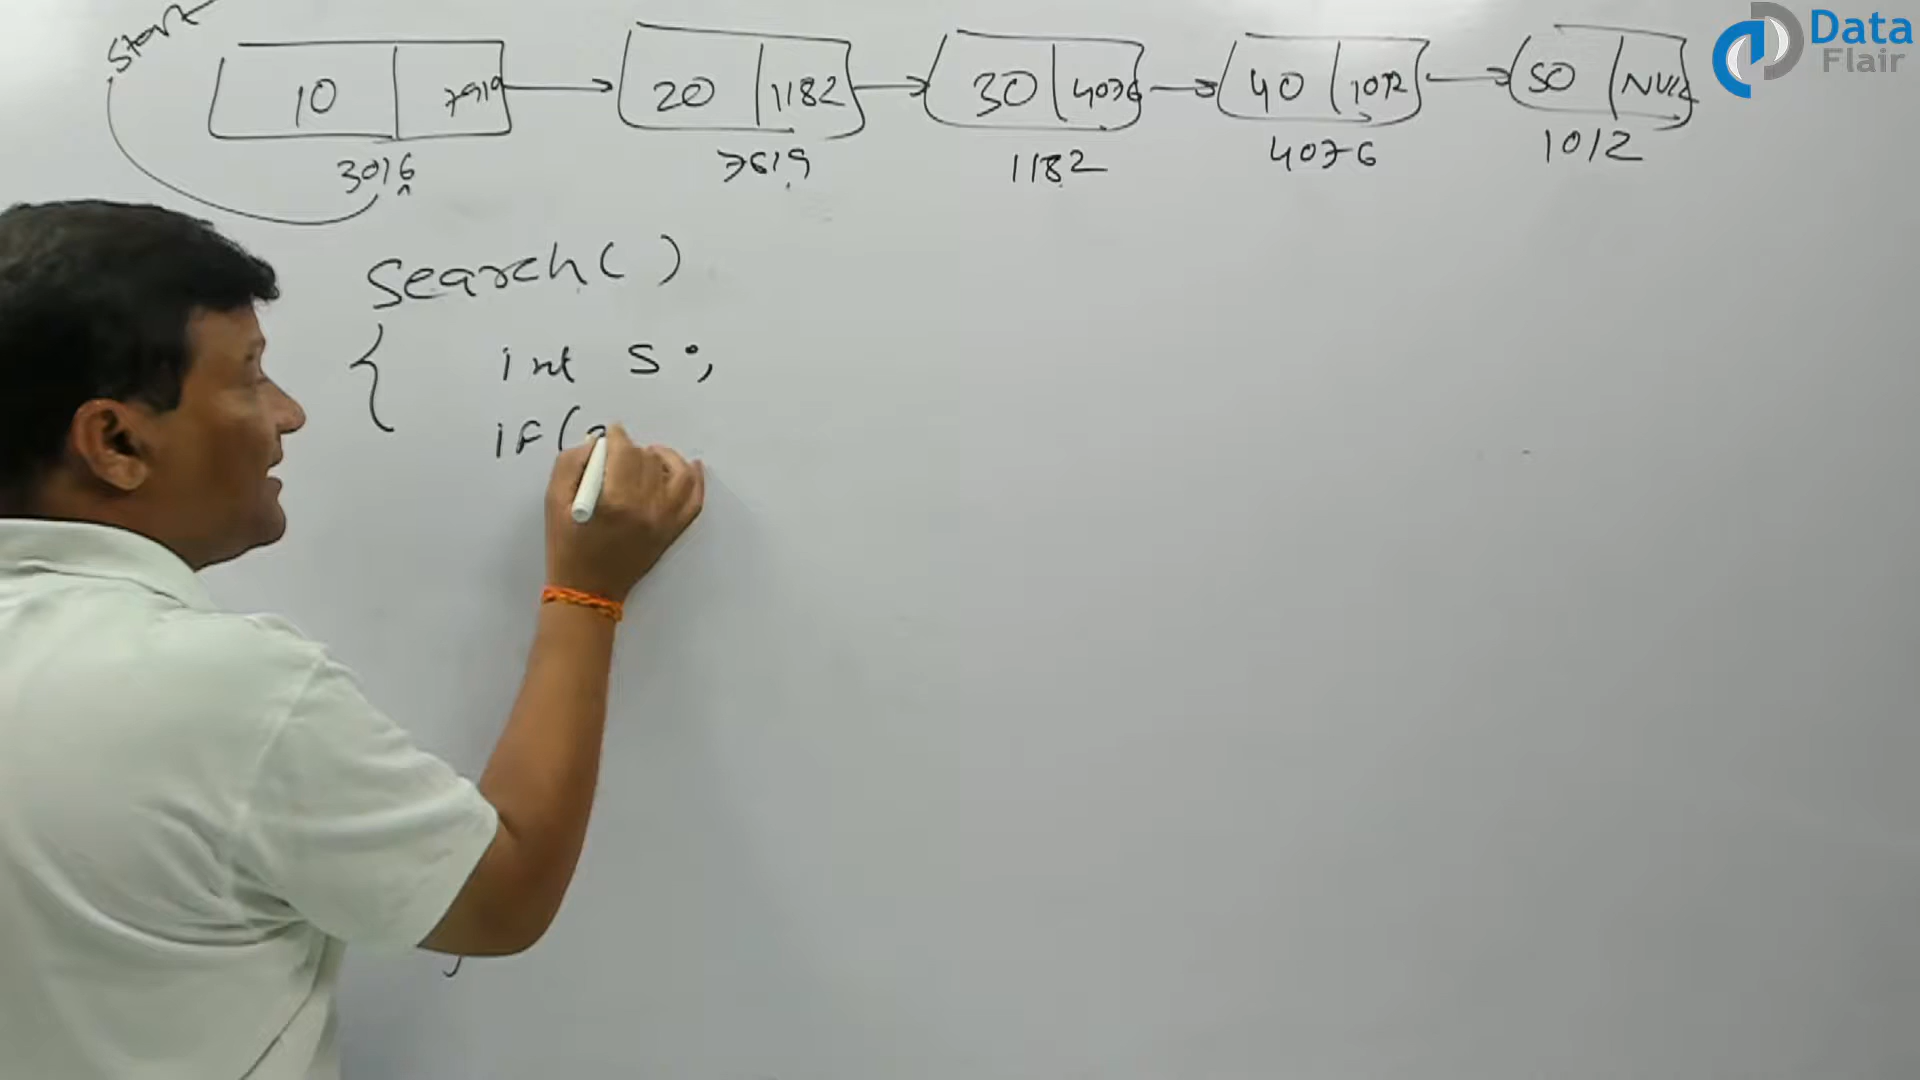 Start
10 7919 20 1182 30 4076 40 1012 50 NULL
3016 7619 1182 4076 1012
Search( )
{ int S;
if(
Data
Flair